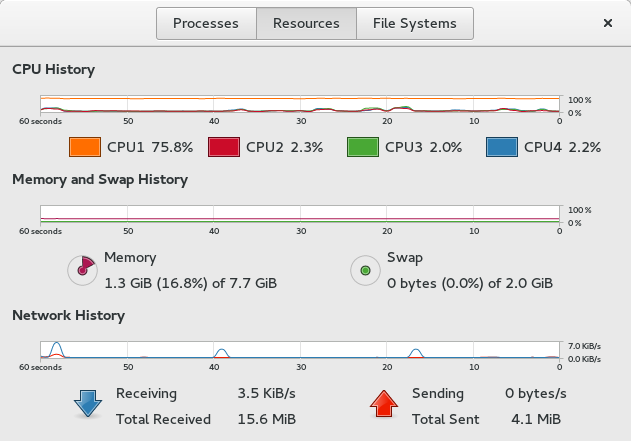 Processes Resources File Systems ×
CPU History
100 %
0 %
60 seconds 50 40 30 20 10 0
CPU1 75.8% CPU2 2.3% CPU3 2.0% CPU4 2.2%
Memory and Swap History
100 %
0 %
60 seconds 50 40 30 20 10 0
Memory Swap
1.3 GiB (16.8%) of 7.7 GiB 0 bytes (0.0%) of 2.0 GiB
Network History
7.0 KiB/s
0.0 KiB/s
60 seconds 50 40 30 20 10 0
Receiving 3.5 KiB/s Sending 0 bytes/s
Total Received 15.6 MiB Total Sent 4.1 MiB